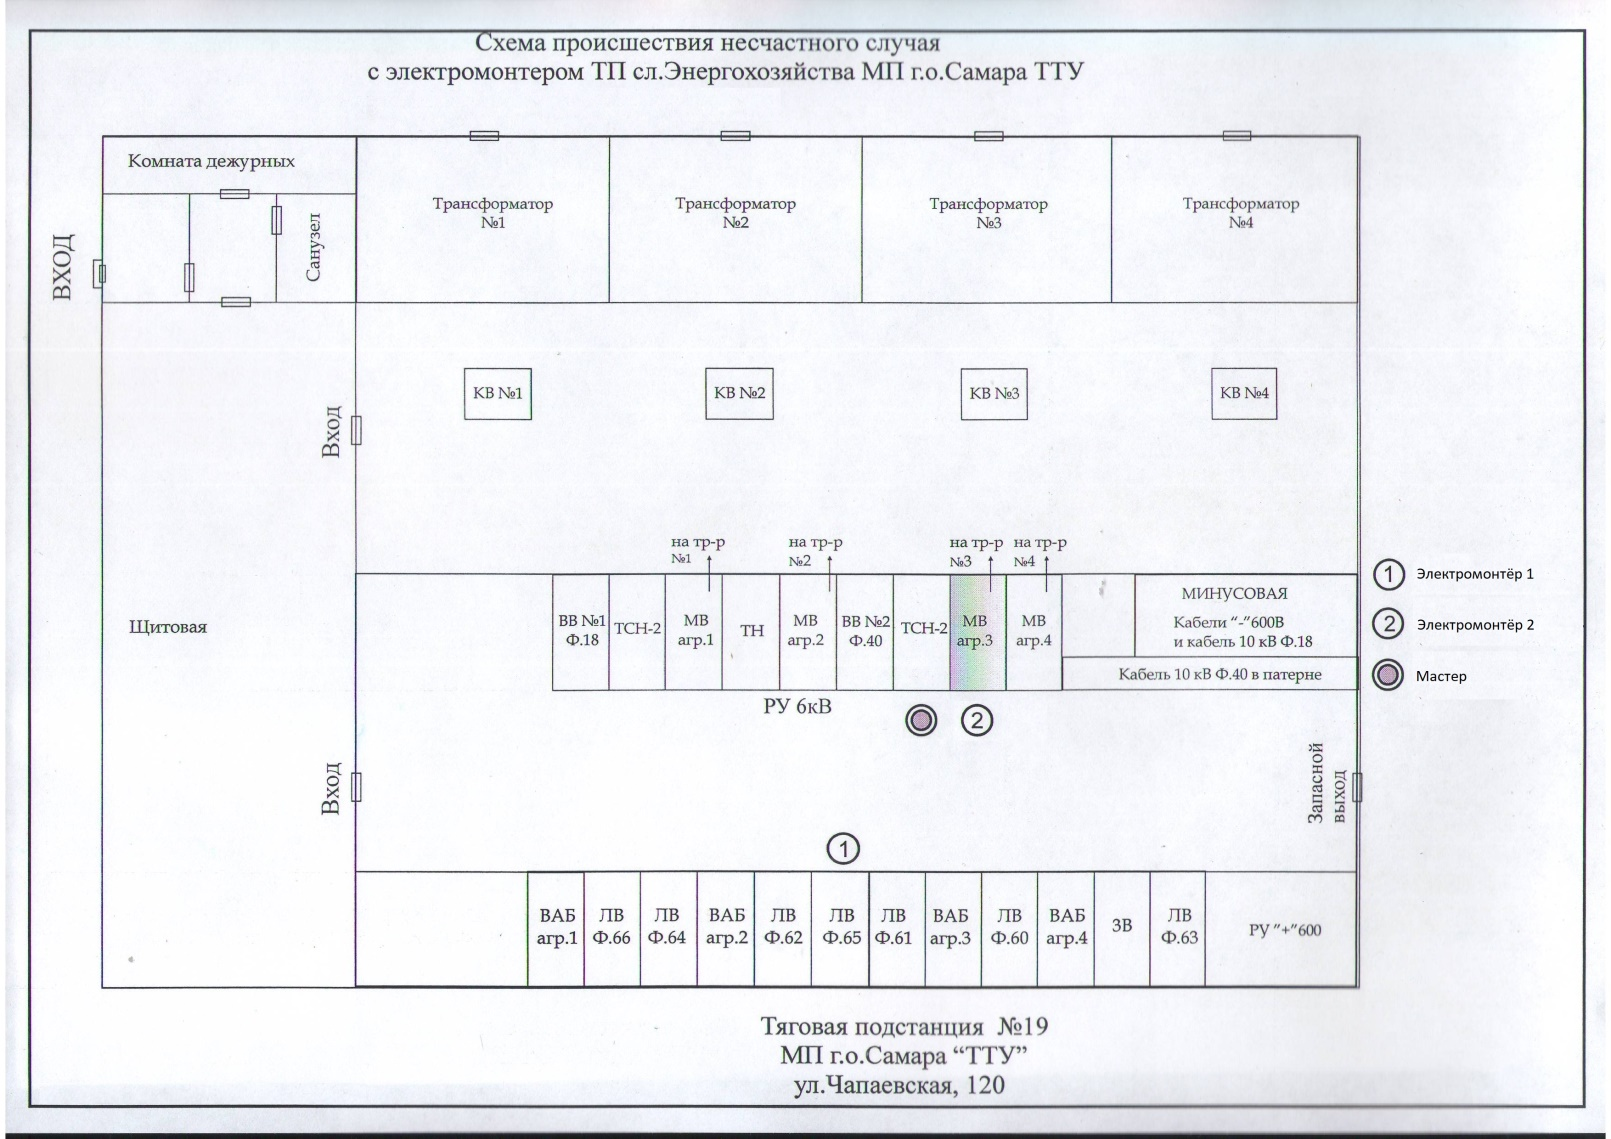 Схема происшествия несчастного случая
с электромонтером ТП сл.Энергохозяйства МП г.о.Самара ТТУ
Комната дежурных
Санузел
ВХОД
Трансформатор
№1
Трансформатор
№2
Трансформатор
№3
Трансформатор
№4
КВ №1
КВ №2
КВ №3
КВ №4
Вход
на тр-р
№1
на тр-р
№2
на тр-р
№3
на тр-р
№4
Щитовая
ВВ №1
Ф.18
ТСН-2
МВ
агр.1
ТН
МВ
агр.2
ВВ №2
Ф.40
ТСН-2
МВ
агр.3
МВ
агр.4
МИНУСОВАЯ
Кабели “-”600В
и кабель 10 кВ Ф.18
Кабель 10 кВ Ф.40 в патерне
1 Электромонтёр 1
2 Электромонтёр 2
Мастер
РУ 6кВ
2
Вход
Запасной
выход
1
ВАБ
агр.1
ЛВ
Ф.66
ЛВ
Ф.64
ВАБ
агр.2
ЛВ
Ф.62
ЛВ
Ф.65
ЛВ
Ф.61
ВАБ
агр.3
ЛВ
Ф.60
ВАБ
агр.4
ЗВ
ЛВ
Ф.63
РУ ”+”600
Тяговая подстанция №19
МП г.о.Самара “ТТУ”
ул.Чапаевская, 120